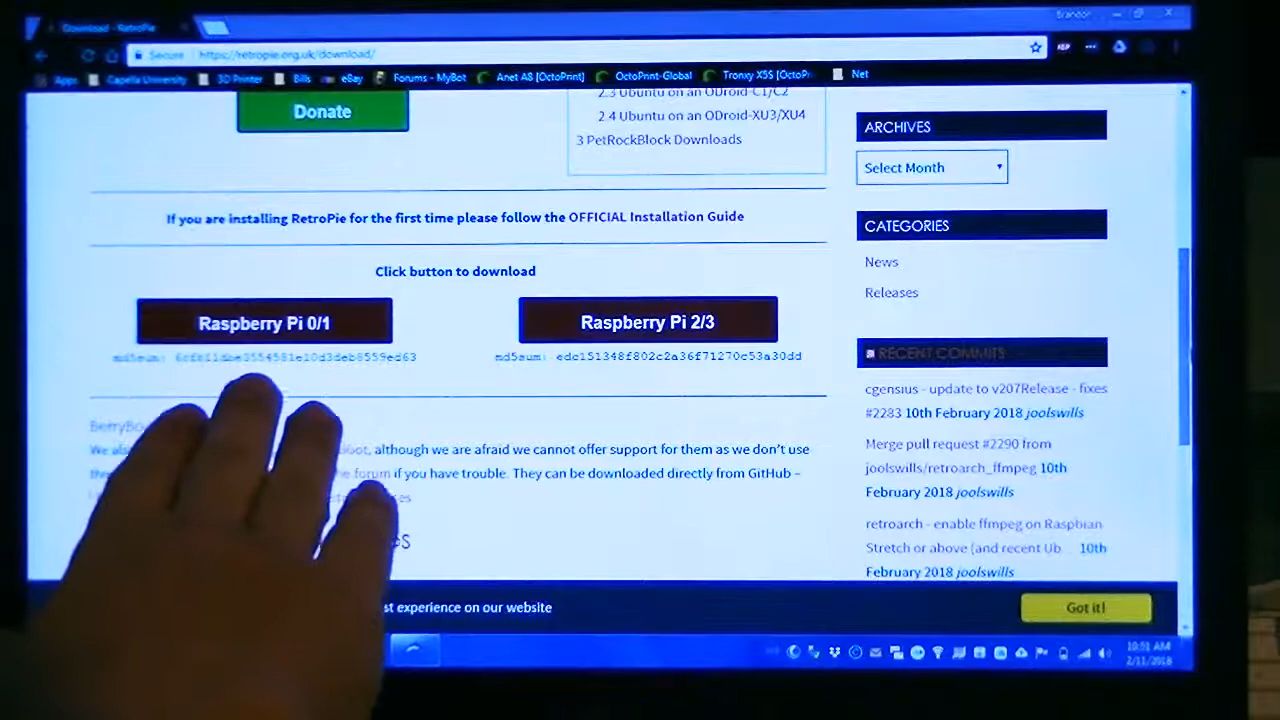 Download - RetroPie
Brandon
Secure https://retropie.org.uk/download/
ABP
Apps Capella University 3D Printer Bills eBay Forums - MyBot Anet A8 [OctoPrint] OctoPrint-Global Tronxy X5S [OctoP Net
Donate
2.3 Ubuntu on an ODroid-C1/C2
2.4 Ubuntu on an ODroid-XU3/XU4
3 PetRockBlock Downloads
If you are installing RetroPie for the first time please follow the OFFICIAL Installation Guide
Click button to download
Raspberry Pi 0/1
Raspberry Pi 2/3
md5sum:
md5sum: edc151348f802c2a36f71270c53a30dd
We
although we are afraid we cannot offer support for them as we don't use
the forum if you have trouble. They can be downloaded directly from GitHub –
ARCHIVES
Select Month
CATEGORIES
News
Releases
RECENT COMMITS
cgensius - update to v207Release - fixes
#2283 10th February 2018 joolswills
Merge pull request #2290 from
joolswills/retroarch_ffmpeg 10th
February 2018 joolswills
retroarch - enable ffmpeg on Raspbian
Stretch or above (and recent Ub... 10th
February 2018 joolswills
experience on our website
Got it!
10:51 AM
2/11/2018